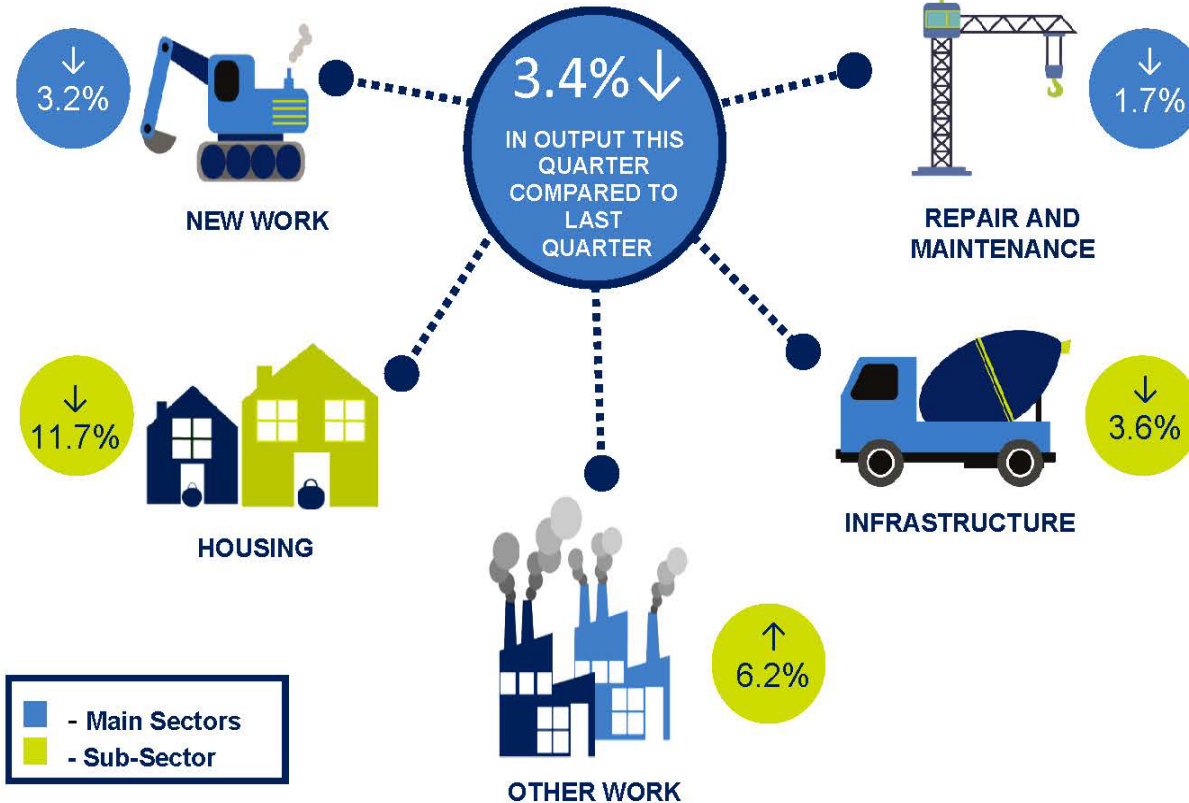 3.4% ↓
IN OUTPUT THIS
QUARTER
COMPARED TO
LAST
QUARTER
↓
3.2%
NEW WORK
↓
1.7%
REPAIR AND
MAINTENANCE
↓
11.7%
HOUSING
↓
3.6%
INFRASTRUCTURE
↑
6.2%
OTHER WORK
- Main Sectors
- Sub-Sector